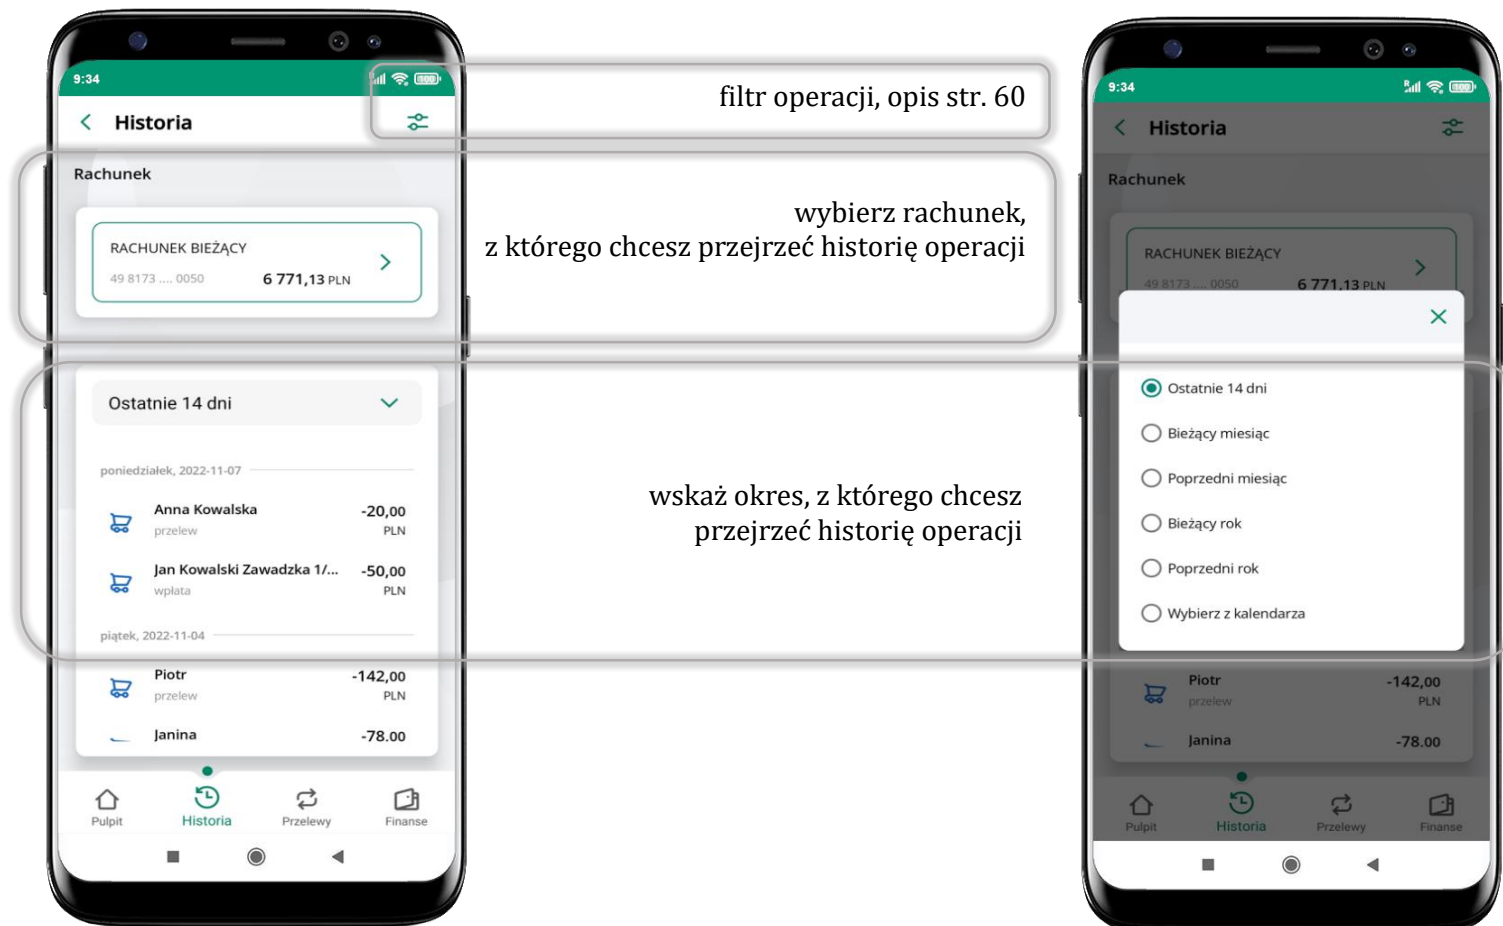 9:34
Historia
Rachunek
RACHUNEK BIEŻĄCY
49 8173 .... 0050 6 771,13 PLN
Ostatnie 14 dni
poniedziałek, 2022-11-07
Anna Kowalska -20,00
przelew PLN
Jan Kowalski Zawadzka 1/... -50,00
wpłata PLN
piątek, 2022-11-04
Piotr -142,00
przelew PLN
Janina -78.00
Pulpit Historia Przelewy Finanse
filtr operacji, opis str. 60
wybierz rachunek,
z którego chcesz przejrzeć historię operacji
wskaż okres, z którego chcesz
przejrzeć historię operacji
9:34
Historia
Rachunek
RACHUNEK BIEŻĄCY
49 8173 .... 0050 6 771,13 PLN
Ostatnie 14 dni
Bieżący miesiąc
Poprzedni miesiąc
Bieżący rok
Poprzedni rok
Wybierz z kalendarza
Piotr -142,00
przelew PLN
Janina -78.00
Pulpit Historia Przelewy Finanse